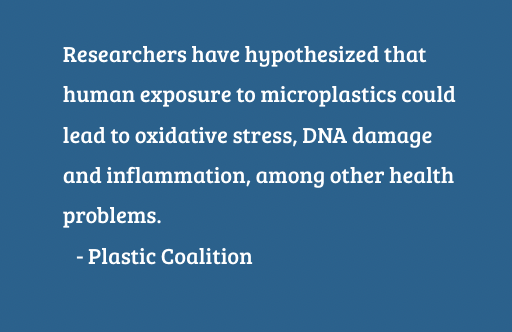 Researchers have hypothesized that
human exposure to microplastics could
lead to oxidative stress, DNA damage
and inflammation, among other health
problems.
- Plastic Coalition